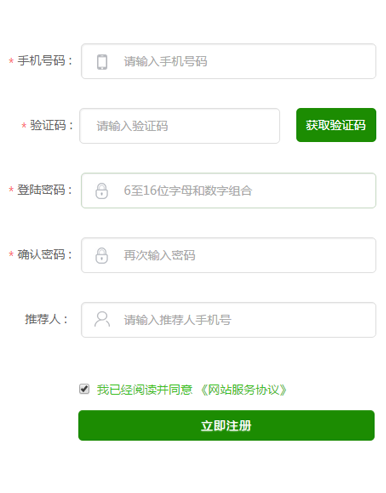 * 手机号码： 请输入手机号码
* 验证码： 请输入验证码 获取验证码
* 登陆密码： 6至16位字母和数字组合
* 确认密码： 再次输入密码
推荐人： 请输入推荐人手机号
我已经阅读并同意 《网站服务协议》
立即注册